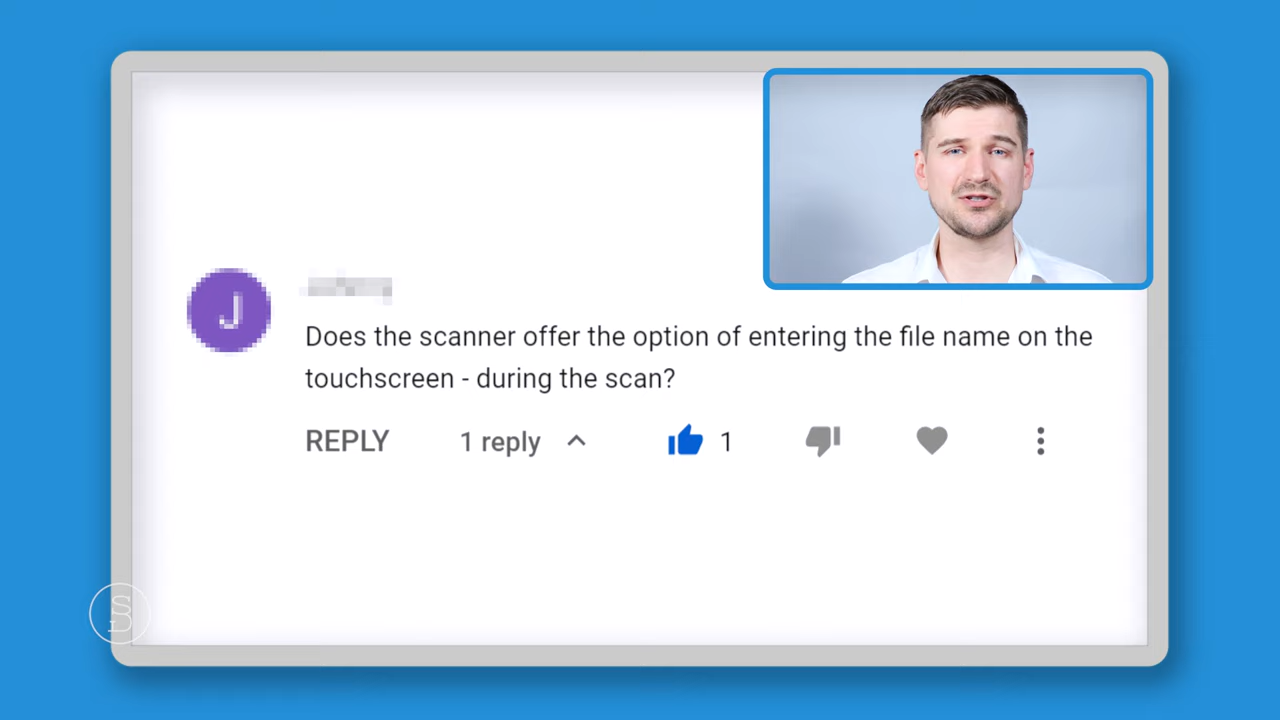 J
Does the scanner offer the option of entering the file name on the
touchscreen - during the scan?
REPLY
1 reply
1
SD